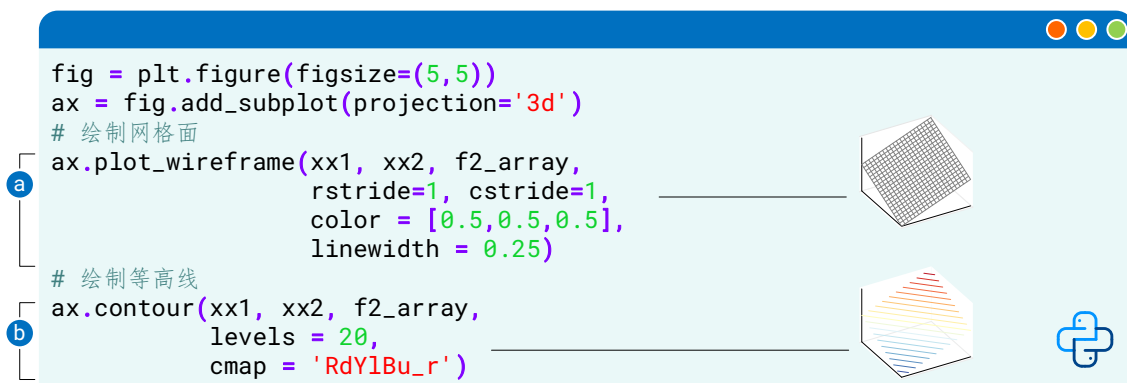 fig = plt.figure(figsize=(5,5))
ax = fig.add_subplot(projection='3d')
# 绘制网格面
a
ax.plot_wireframe(xx1, xx2, f2_array,
rstride=1, cstride=1,
color = [0.5,0.5,0.5],
linewidth = 0.25)
# 绘制等高线
b
ax.contour(xx1, xx2, f2_array,
levels = 20,
cmap = 'RdYlBu_r')